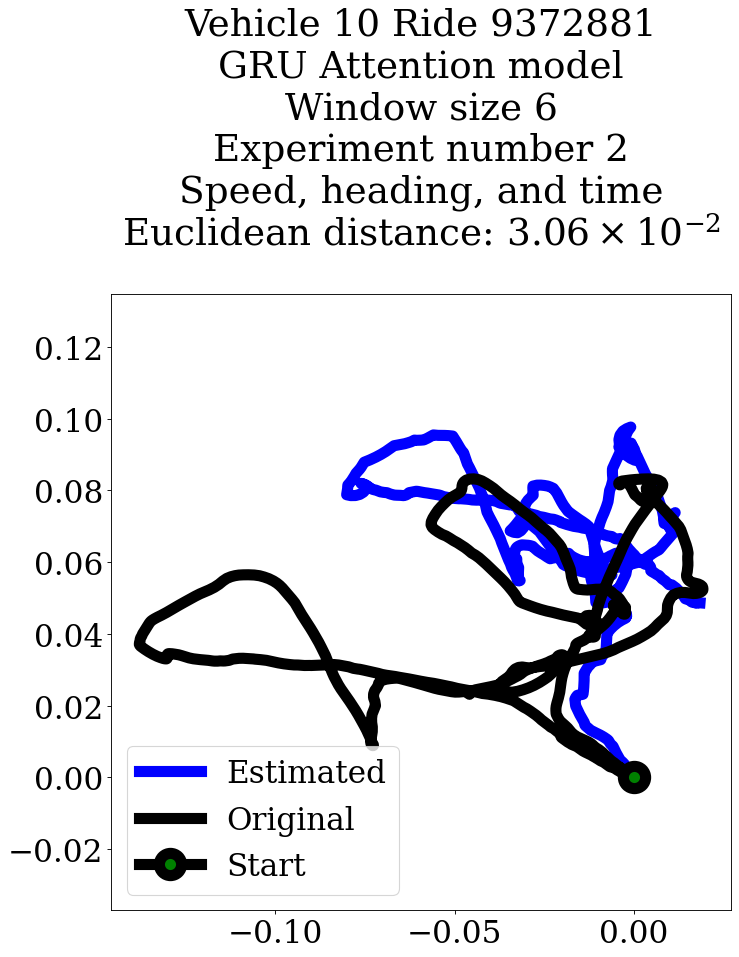 Vehicle 10 Ride 9372881
GRU Attention model
Window size 6
Experiment number 2
Speed, heading, and time
Euclidean distance: 3.06 × 10⁻²
0.12
0.10
0.08
0.06
0.04
0.02
0.00
−0.02
Estimated
Original
Start
−0.10
−0.05
0.00